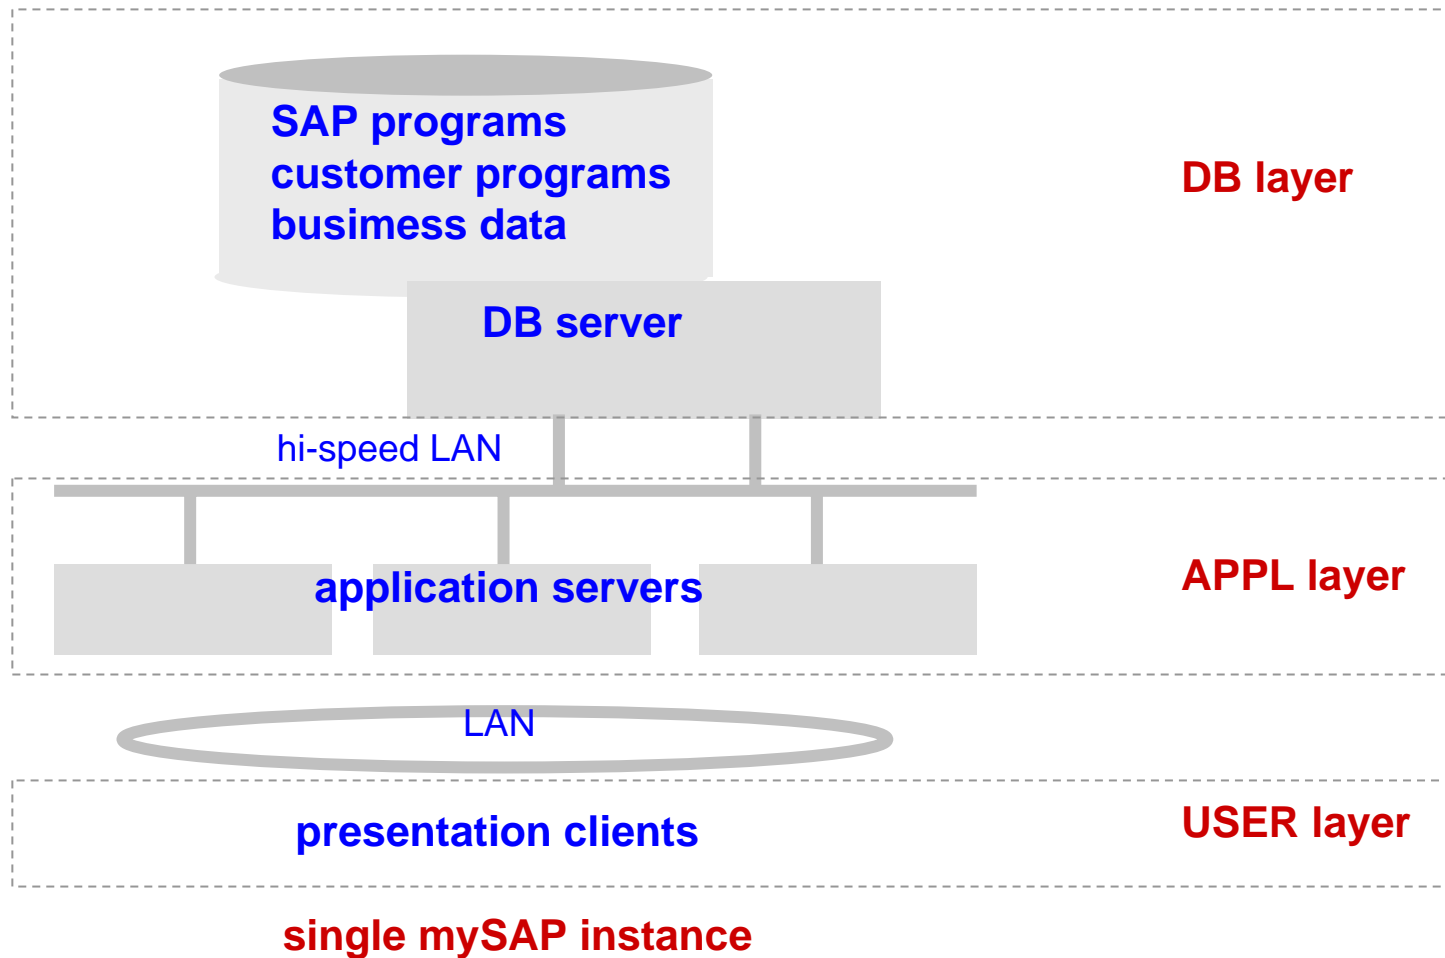 SAP programs
customer programs
busimess data
DB layer
DB server
hi-speed LAN
application servers
APPL layer
LAN
presentation clients
USER layer
single mySAP instance